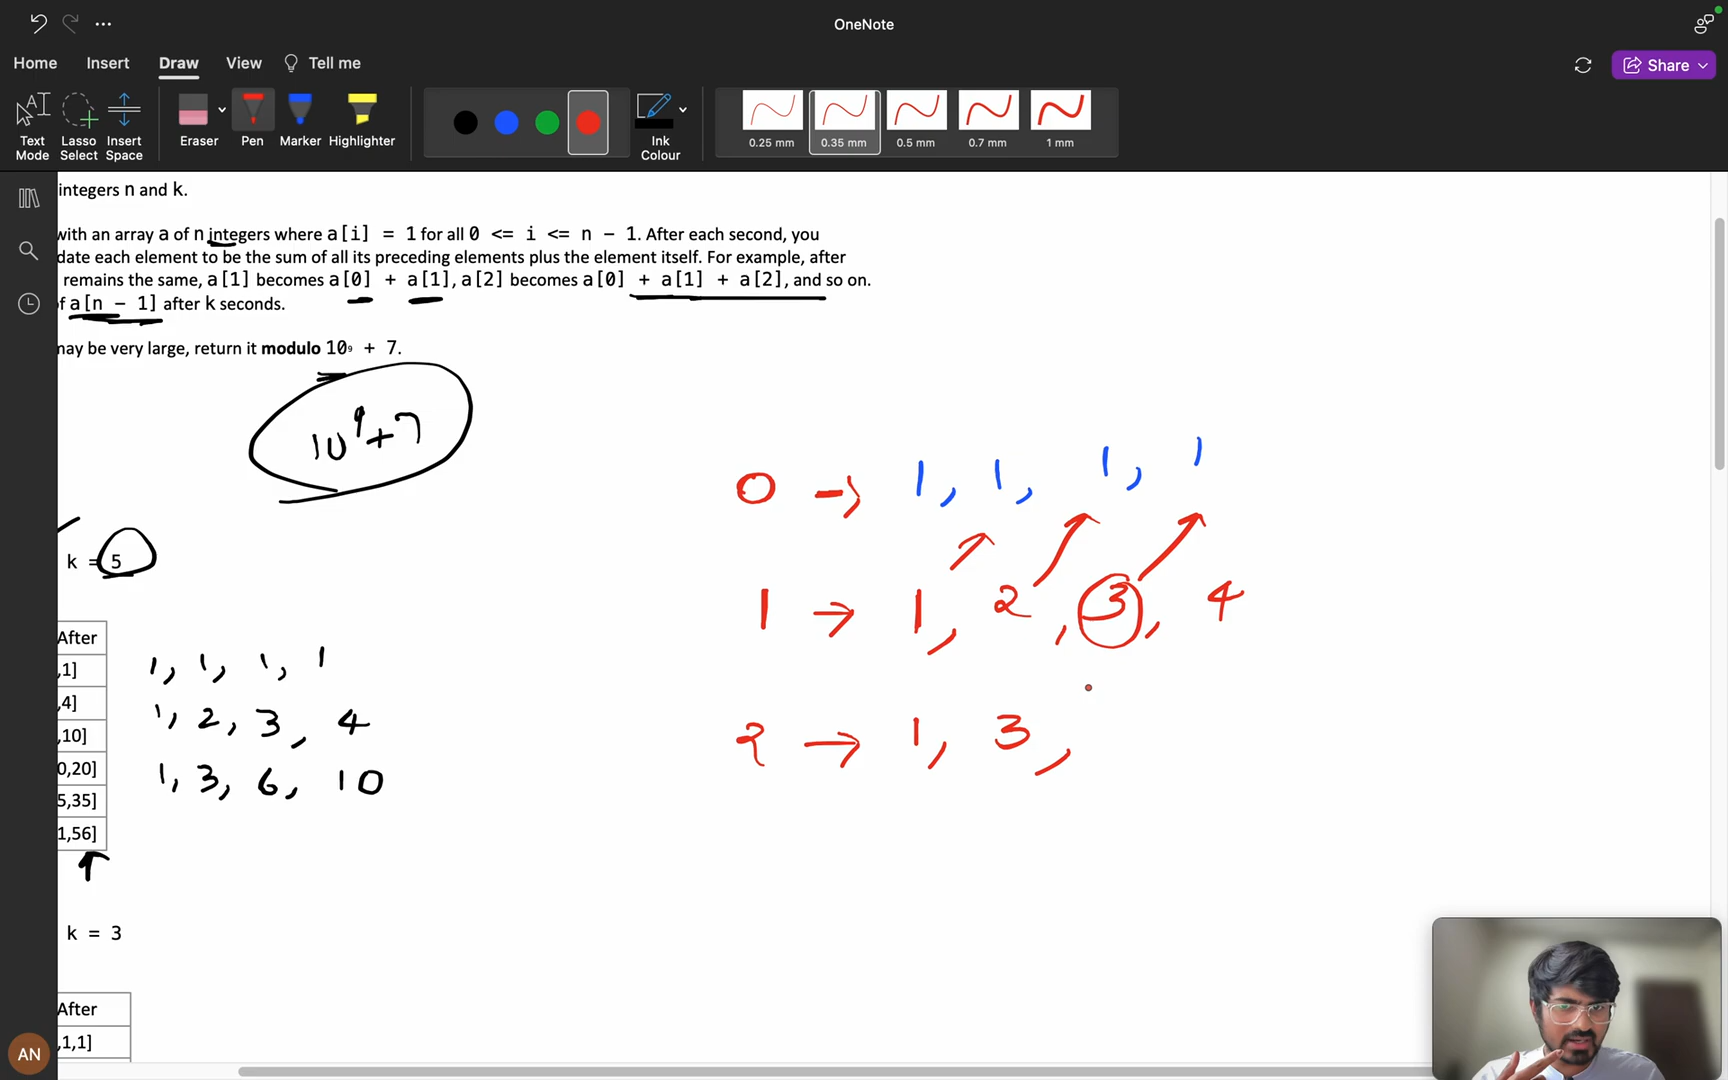 OneNote
Home Insert Draw View Tell me
Share
Text Mode
Lasso Select
Insert Space
Eraser
Pen
Marker
Highlighter
Ink Colour
0.25 mm
0.35 mm
0.5 mm
0.7 mm
1 mm
integers n and k.
with an array a of n integers where a[i] = 1 for all 0 <= i <= n - 1. After each second, you
date each element to be the sum of all its preceding elements plus the element itself. For example, after
remains the same, a[1] becomes a[0] + a[1], a[2] becomes a[0] + a[1] + a[2], and so on.
f a[n - 1] after k seconds.
may be very large, return it modulo 10⁹ + 7.
10⁹+7
0 → 1, 1, 1, 1
k = 5
1 → 1, 2, 3, 4
After
,1] 1, 1, 1, 1
,4] 1, 2, 3, 4
,10]
2 → 1, 3,
0,20] 1, 3, 6, 10
5,35]
1,56]
k = 3
After
,1,1]
AN